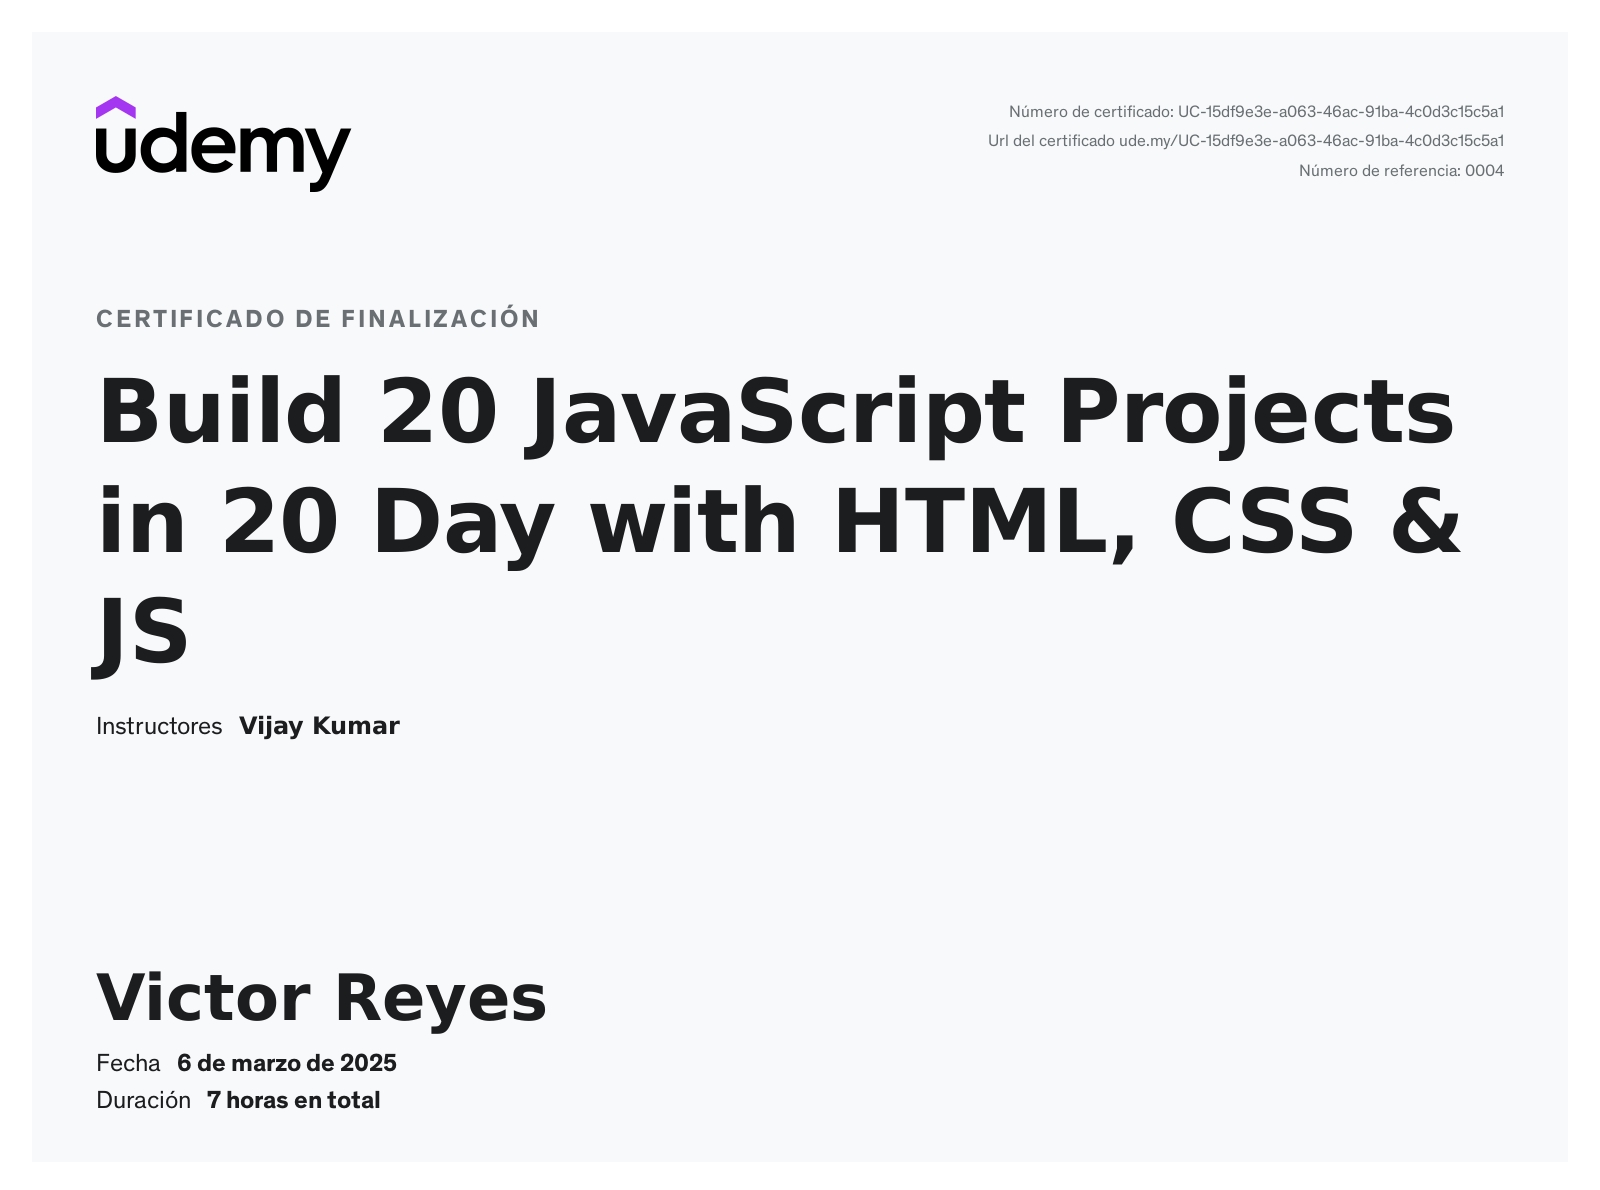 udemy
Número de certificado: UC-15df9e3e-a063-46ac-91ba-4c0d3c15c5a1
Url del certificado ude.my/UC-15df9e3e-a063-46ac-91ba-4c0d3c15c5a1
Número de referencia: 0004
CERTIFICADO DE FINALIZACIÓN
Build 20 JavaScript Projects
in 20 Day with HTML, CSS &
JS
Instructores Vijay Kumar
Victor Reyes
Fecha 6 de marzo de 2025
Duración 7 horas en total